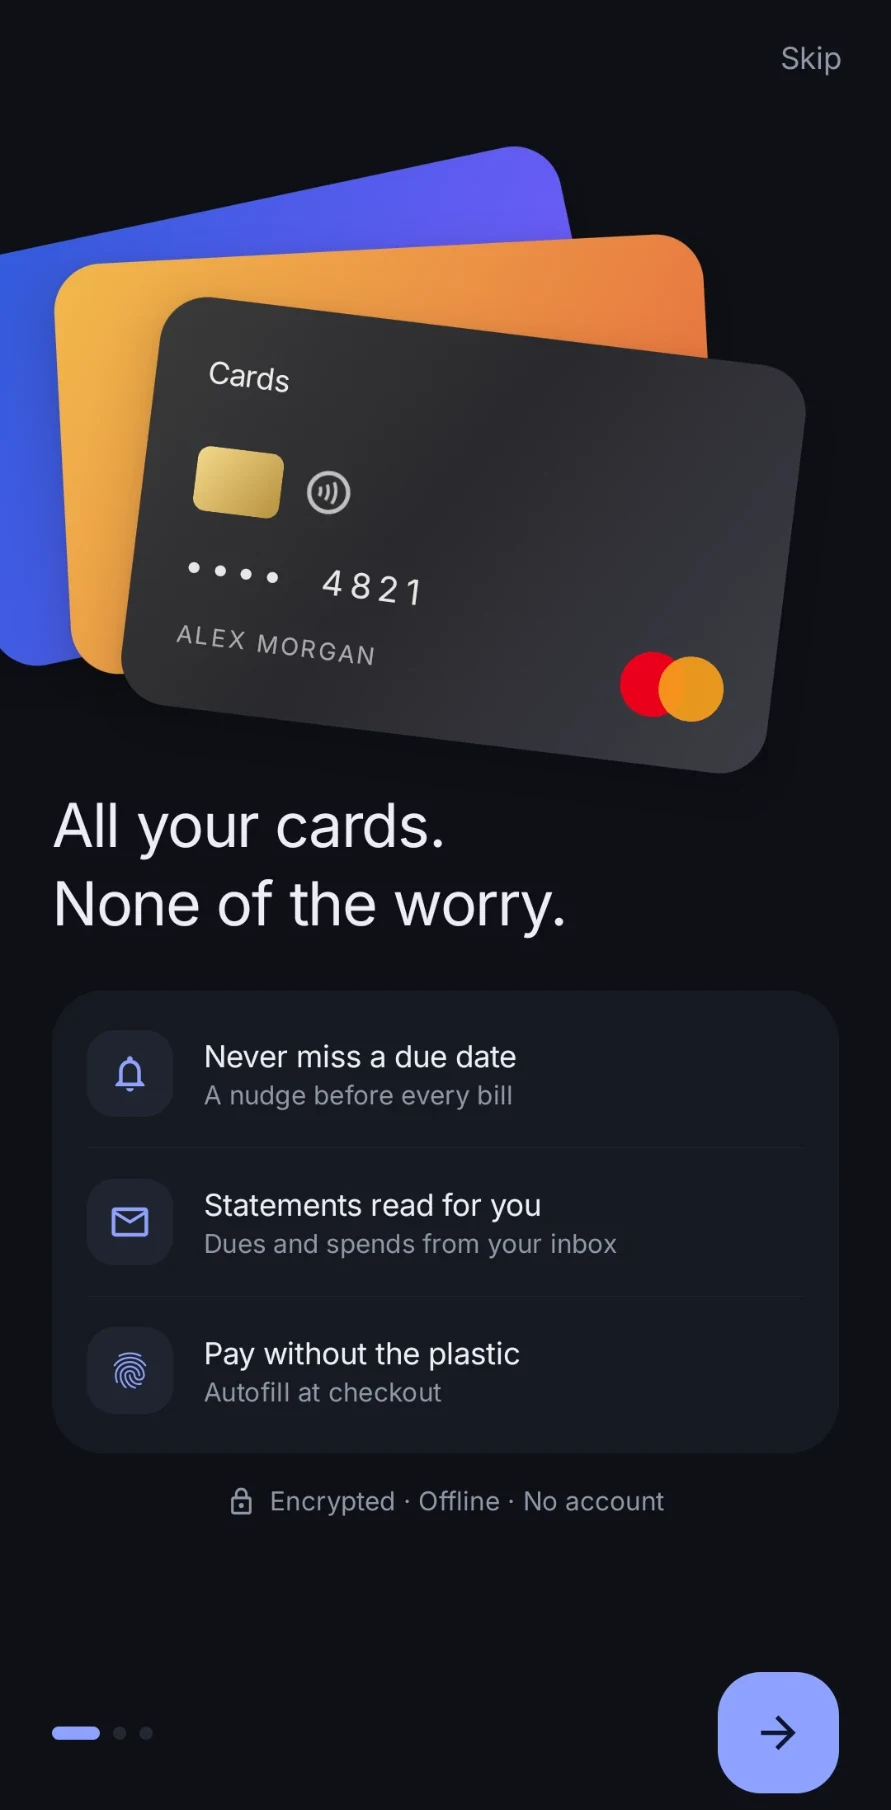 Skip
Cards
•••• 4821
ALEX MORGAN
All your cards.
None of the worry.
Never miss a due date
A nudge before every bill
Statements read for you
Dues and spends from your inbox
Pay without the plastic
Autofill at checkout
Encrypted · Offline · No account